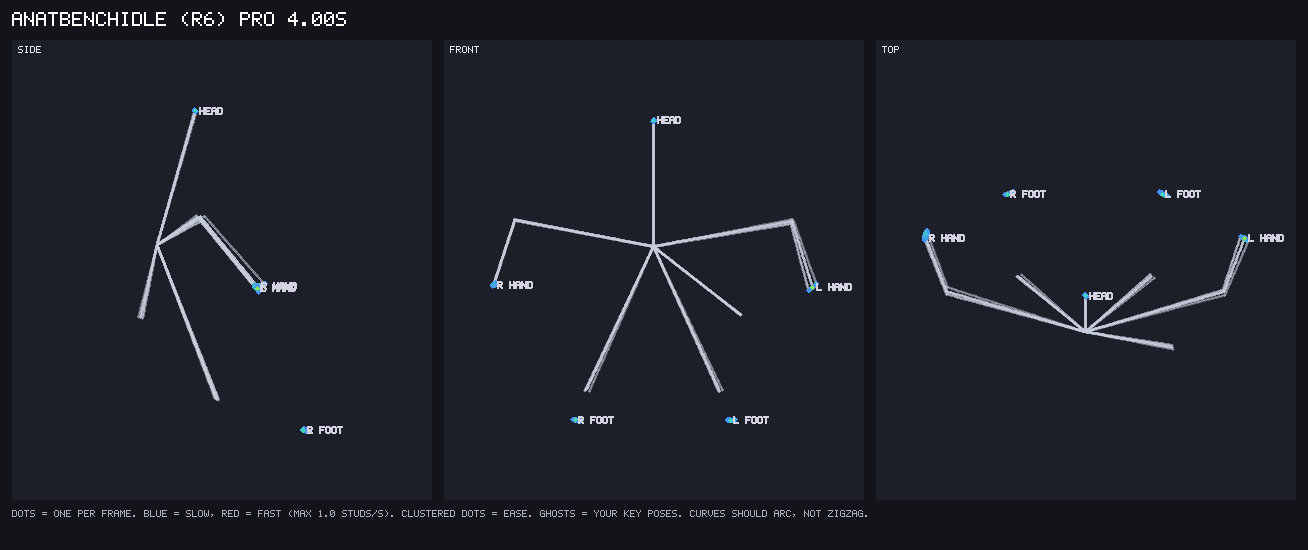 ANATBENCHIDLE (R6) PRO 4.00S
SIDE
FRONT
TOP
HEAD
HAND
R FOOT
HEAD
R HAND
L HAND
R FOOT
L FOOT
R FOOT
L FOOT
R HAND
L HAND
HEAD
DOTS = ONE PER FRAME. BLUE = SLOW, RED = FAST (MAX 1.0 STUDS/S). CLUSTERED DOTS = EASE. GHOSTS = YOUR KEY POSES. CURVES SHOULD ARC, NOT ZIGZAG.